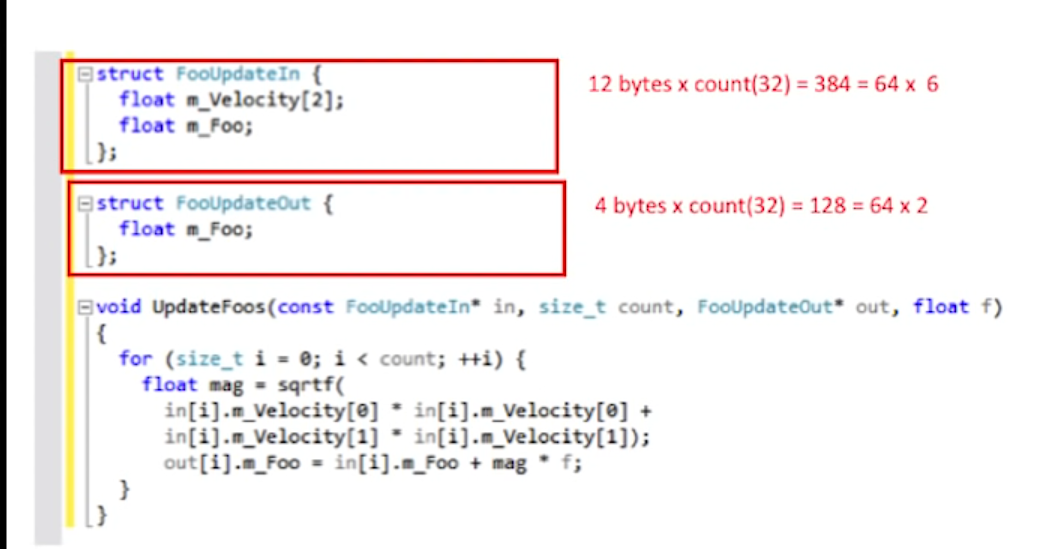 struct FooUpdateIn {
12 bytes x count(32) = 384 = 64 x 6
float m_Velocity[2];
float m_Foo;
};
struct FooUpdateOut {
4 bytes x count(32) = 128 = 64 x 2
float m_Foo;
};
void UpdateFoos(const FooUpdateIn* in, size_t count, FooUpdateOut* out, float f)
{
for (size_t i = 0; i < count; ++i) {
float mag = sqrtf(
in[i].m_Velocity[0] * in[i].m_Velocity[0] +
in[i].m_Velocity[1] * in[i].m_Velocity[1]);
out[i].m_Foo = in[i].m_Foo + mag * f;
}
}